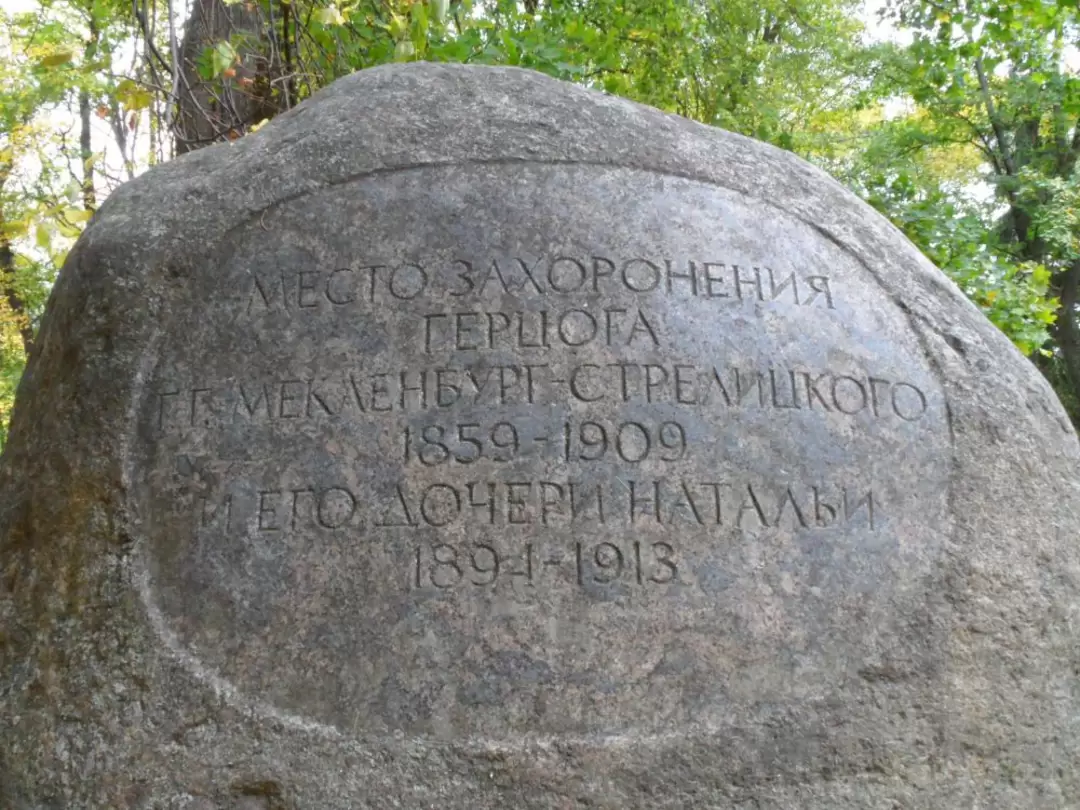 МЕСТО ЗАХОРОНЕНИЯ
ГЕРЦОГА
Г.Г. МЕКЛЕНБУРГ-СТРЕЛИЦКОГО
1859-1909
И ЕГО ДОЧЕРИ НАТАЛЬИ
1894-1913